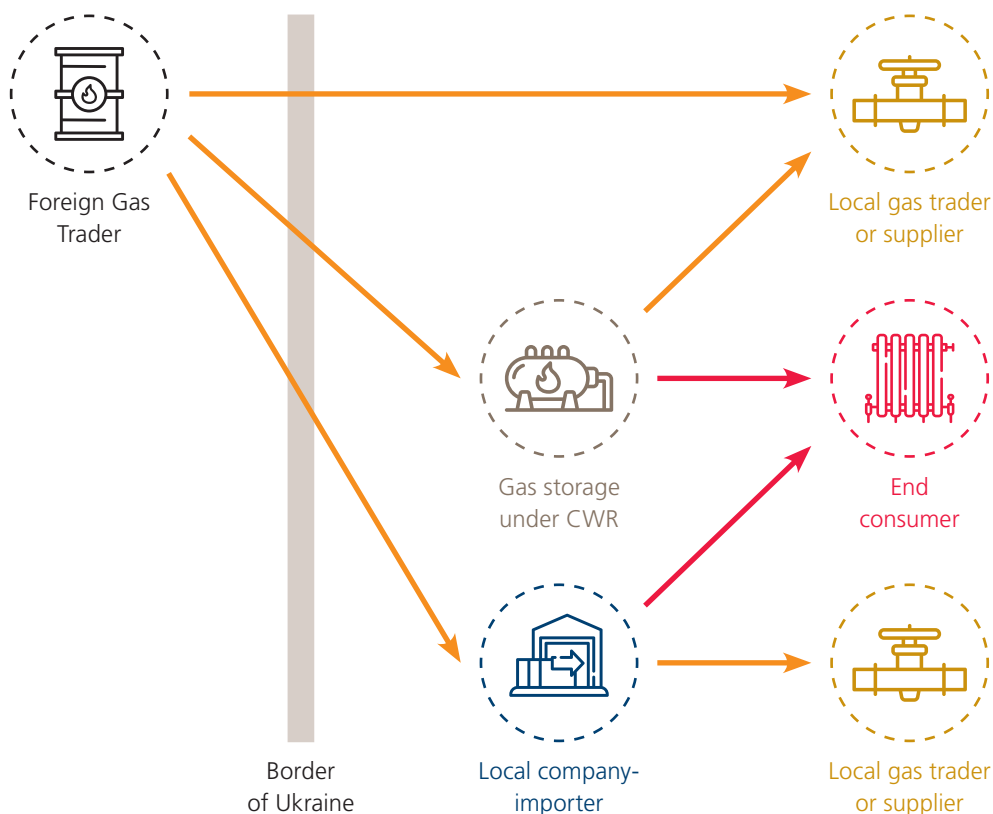 Foreign Gas
Trader
Local gas trader
or supplier
Gas storage
under CWR
End
consumer
Border
of Ukraine
Local company-
importer
Local gas trader
or supplier